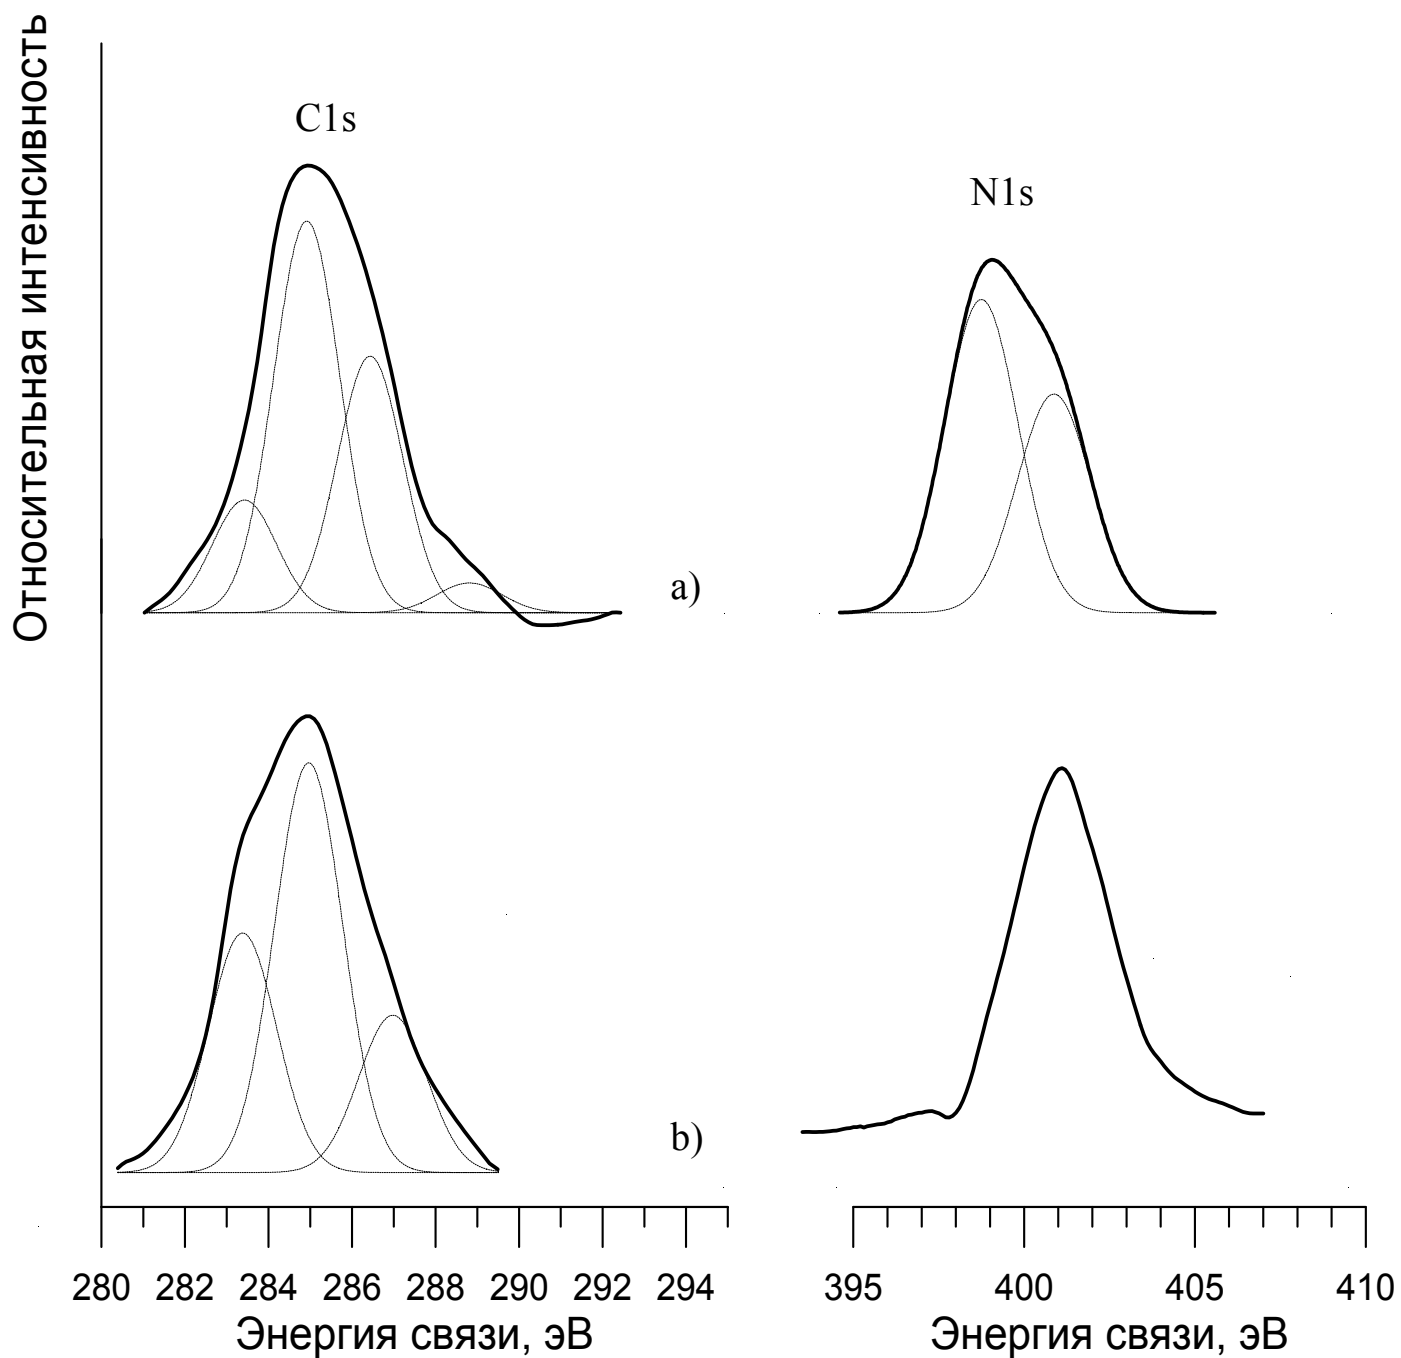 Относительная интенсивность
C1s
N1s
a)
b)
280 282 284 286 288 290 292 294
395 400 405 410
Энергия связи, эВ
Энергия связи, эВ